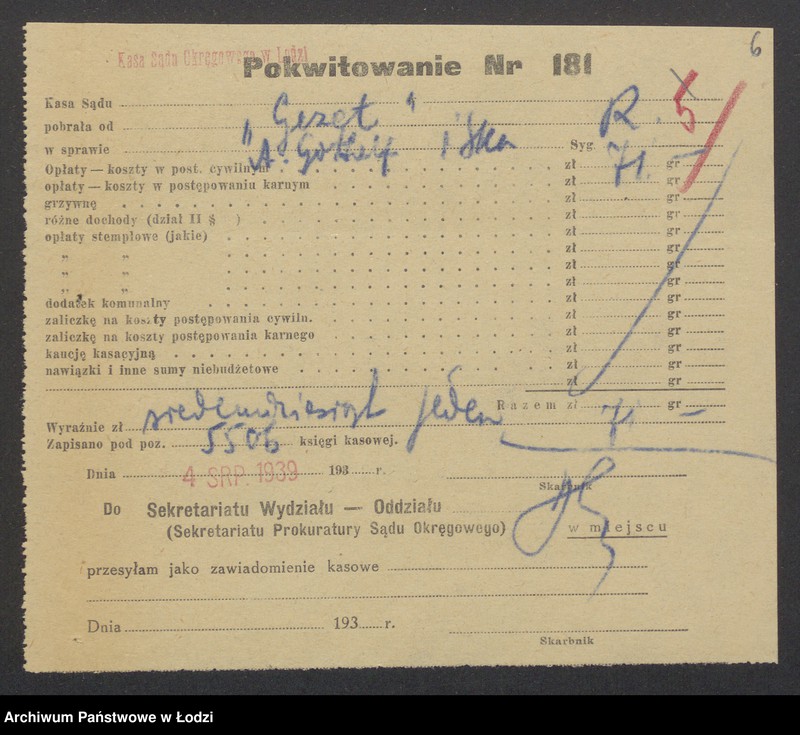 6
Kasa Sądu Okręgowego w Łodzi
Pokwitowanie Nr 181
Kasa Sądu
pobrała od „Gezet"
R. 5
w sprawie "A. i Ska Syg.
Opłaty — koszty w post. cywilnym zł 71 gr —
opłaty — koszty w postępowaniu karnym zł gr
grzywnę zł gr
różne dochody (dział II § ) zł gr
opłaty stemplowe (jakie) zł gr
„ „ zł gr
„ „ zł gr
„ „ zł gr
dodatek komunalny zł gr
zaliczkę na koszty postępowania cywiln. zł gr
zaliczkę na koszty postępowania karnego zł gr
kaucję kasacyjną zł gr
nawiązki i inne sumy niebudżetowe zł gr
zł gr
Razem zł 71 gr —
Wyraźnie zł siedemdziesiąt jeden
Zapisano pod poz. 5506 księgi kasowej.
Dnia 4 SRP 1939 193 r.
Skarbnik
Do Sekretariatu Wydziału — Oddziału
(Sekretariatu Prokuratury Sądu Okręgowego) w miejscu
przesyłam jako zawiadomienie kasowe
Dnia 193 r.
Skarbnik
Archiwum Państwowe w Łodzi